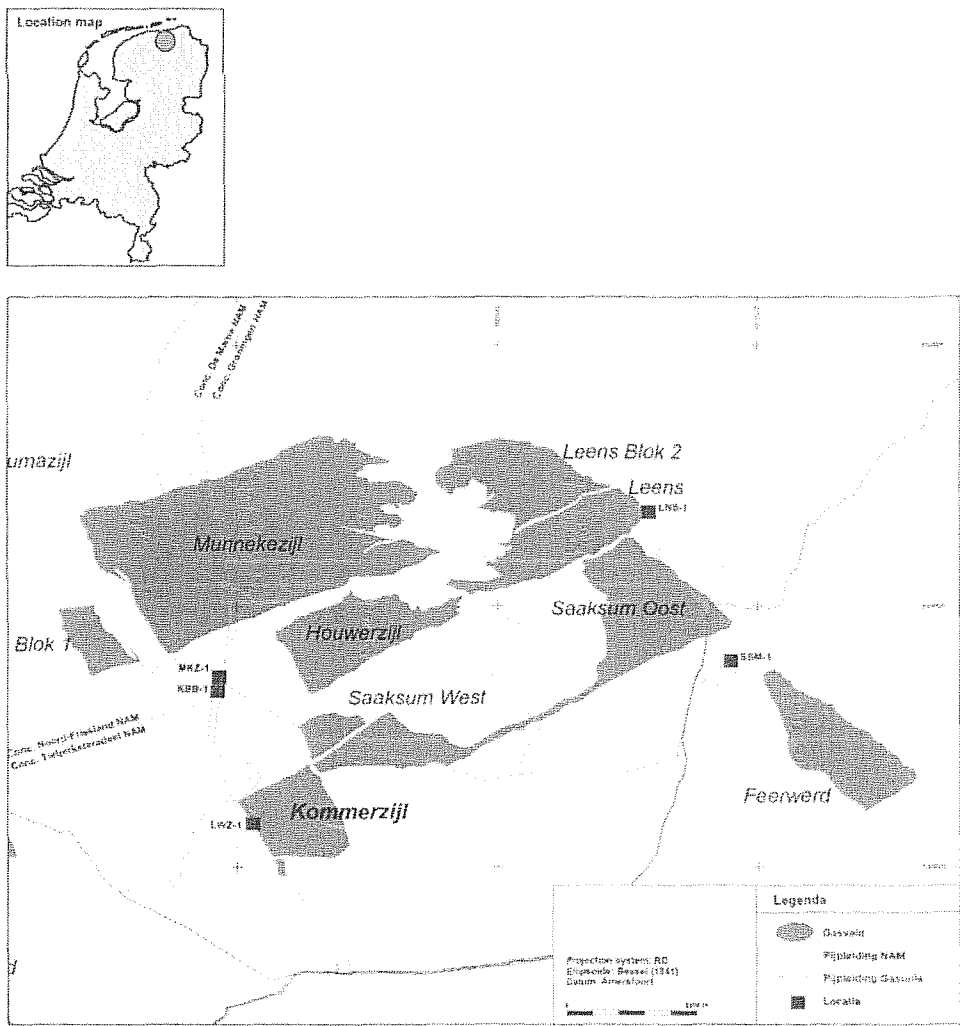 Location map
Conc. De Marne NAM
Conc. Groningen NAM
umazijl
Leens Blok 2
Leens
LNS-1
Munnekezijl
Saaksum Oost
Blok 1
Houwerzijl
MKZ-1
KBB-1
SSM-1
Saaksum West
Conc. Noord-Friesland NAM
Conc. Tietjerksteradeel NAM
Feerwerd
Kommerzijl
LWZ-1
Legenda
Gasveld
Pijpleiding NAM
Pijpleiding Gasunie
Locatie
Projection system: RD
Ellipsoide: Bessel (1841)
Datum: Amersfoort
0